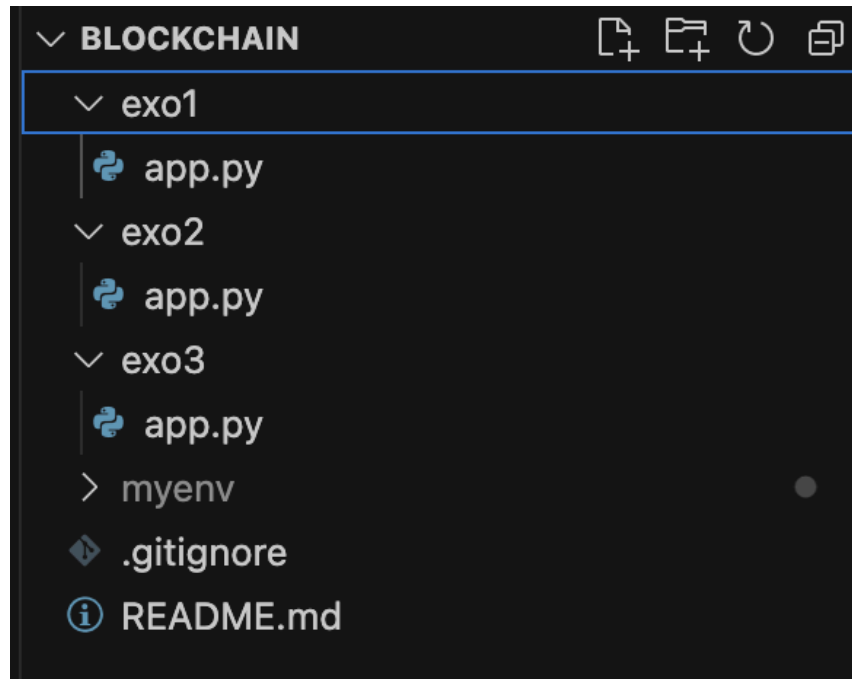 BLOCKCHAIN
exo1
app.py
exo2
app.py
exo3
app.py
myenv
.gitignore
README.md